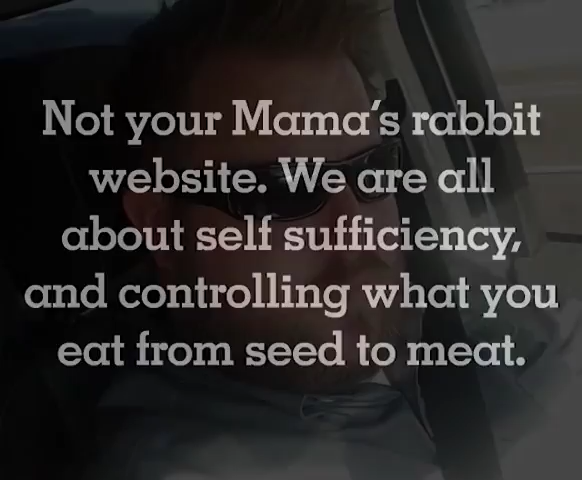 Not your Mama's rabbit
website. We are all
about self sufficiency,
and controlling what you
eat from seed to meat.